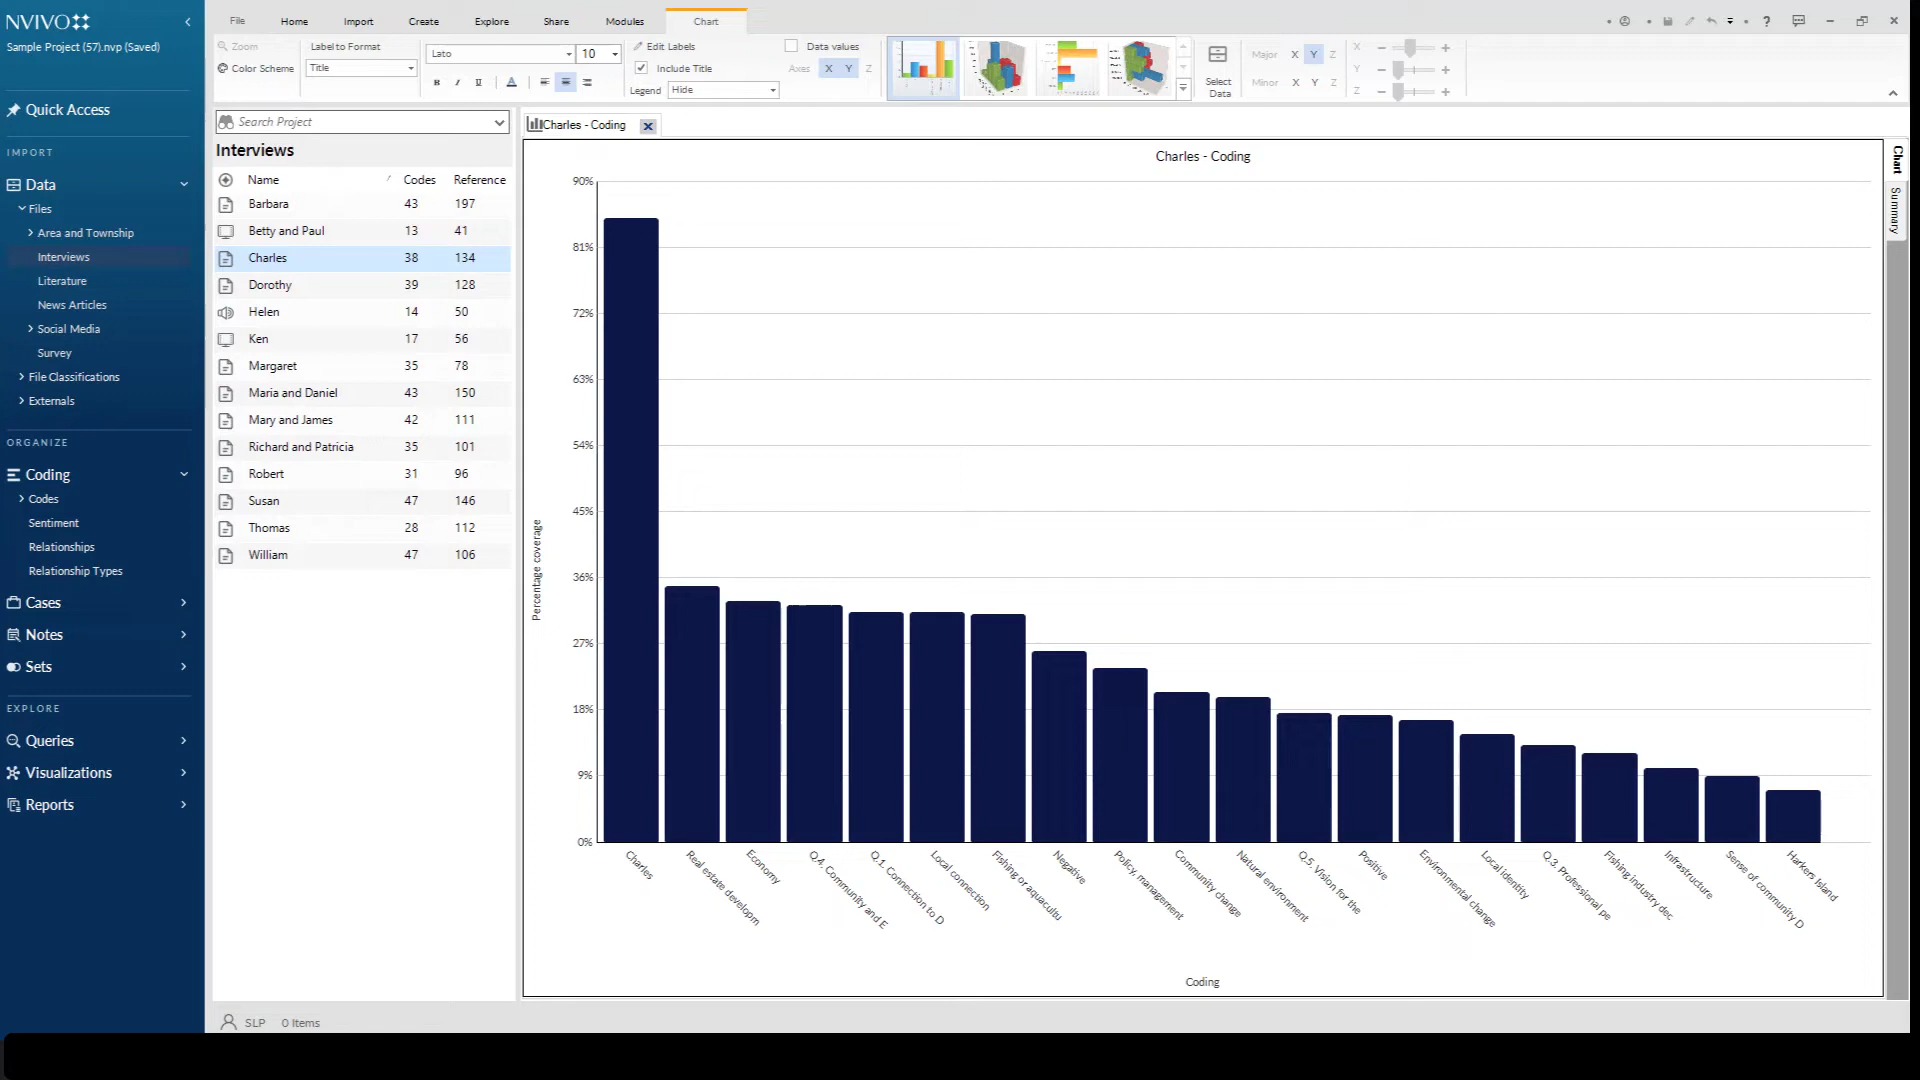 NVIVO
Sample Project (57).nvp (Saved)
Quick Access
IMPORT
Data
Files
Area and Township
Interviews
Literature
News Articles
Social Media
Survey
File Classifications
Externals
ORGANIZE
Coding
Codes
Sentiment
Relationships
Relationship Types
Cases
Notes
Sets
EXPLORE
Queries
Visualizations
Reports
File Home Import Create Explore Share Modules Chart
Zoom
Color Scheme
Label to Format
Title
Lato 10
B I U A
Edit Labels
Include Title
Legend Hide
Data values
Axes X Y Z
Select
Data
Major X Y Z
Minor X Y Z
X
Y
Z
Search Project
Interviews
Name Codes Reference
Barbara 43 197
Betty and Paul 13 41
Charles 38 134
Dorothy 39 128
Helen 14 50
Ken 17 56
Margaret 35 78
Maria and Daniel 43 150
Mary and James 42 111
Richard and Patricia 35 101
Robert 31 96
Susan 47 146
Thomas 28 112
William 47 106
Charles - Coding
Charles - Coding
Percentage coverage
90%
81%
72%
63%
54%
45%
36%
27%
18%
9%
0%
Charles
Real estate developm
Economy
Q.4. Community and E
Q.1. Connection to D
Local connection
Fishing or aquacultu
Negative
Policy, management
Community change
Natural environment
Q.5. Vision for the
Positive
Environmental change
Local identity
Q.3. Professional pe
Fishing industry dec
Infrastructure
Sense of community D
Harkers Island
Coding
Chart
Summary
SLP 0 Items